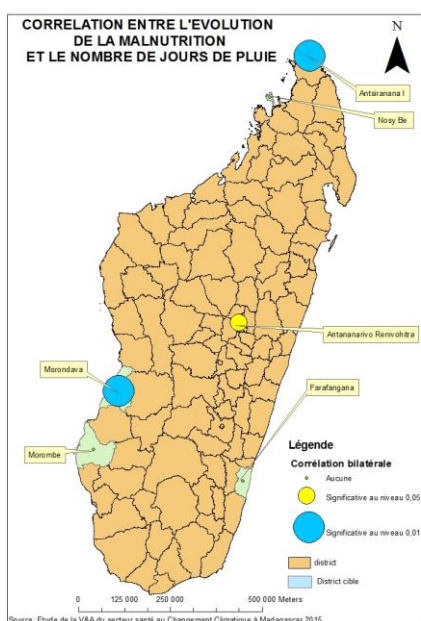 CORRELATION ENTRE L'EVOLUTION
DE LA MALNUTRITION
ET LE NOMBRE DE JOURS DE PLUIE
N
Antsiranana I
Nosy Be
Antananarivo Renivohitra
Morondava
Farafangana
Morombe
Légende
Corrélation bilatérale
Aucune
Significative au niveau 0,05
Significative au niveau 0,01
district
District cible
0 125 000 250 000 500 000 Meters
Source: Etude de la V&A du secteur santé au Changement Climatique à Madagascar 2015